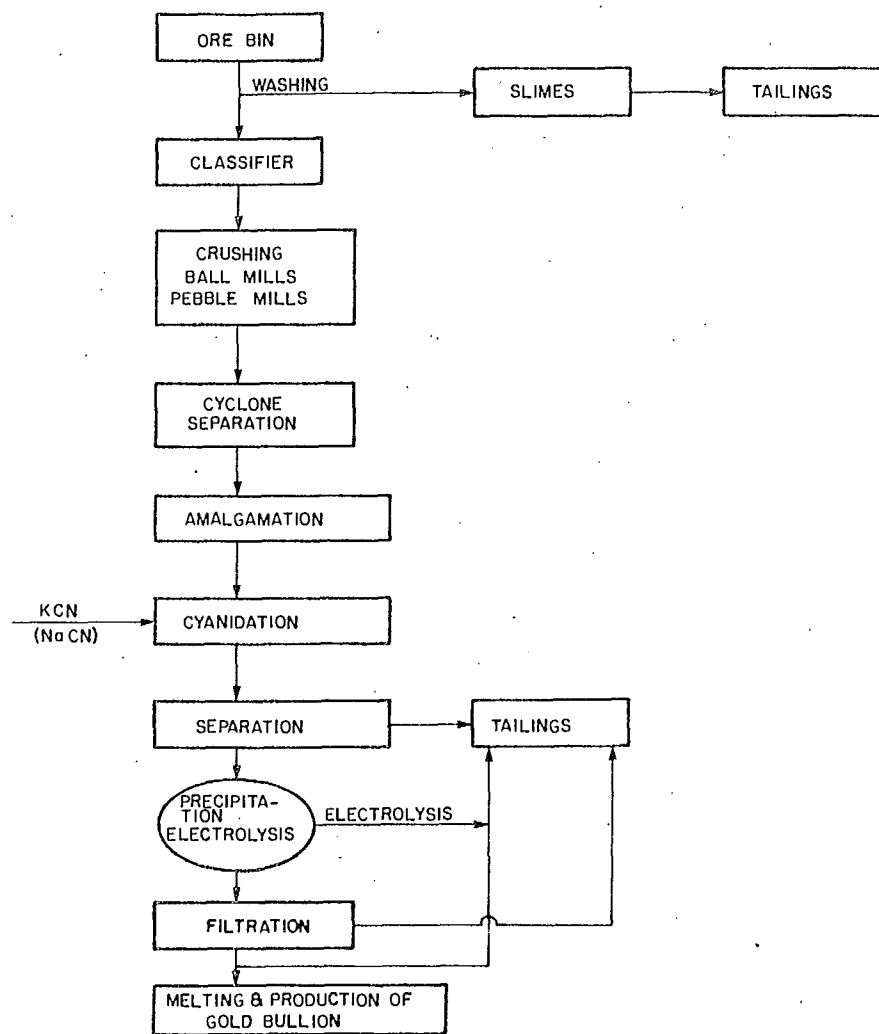 ORE BIN
WASHING
SLIMES
TAILINGS
CLASSIFIER
CRUSHING
BALL MILLS
PEBBLE MILLS
CYCLONE
SEPARATION
AMALGAMATION
KCN
(NaCN)
CYANIDATION
SEPARATION
TAILINGS
PRECIPITA-
TION
ELECTROLYSIS
ELECTROLYSIS
FILTRATION
MELTING & PRODUCTION OF
GOLD BULLION